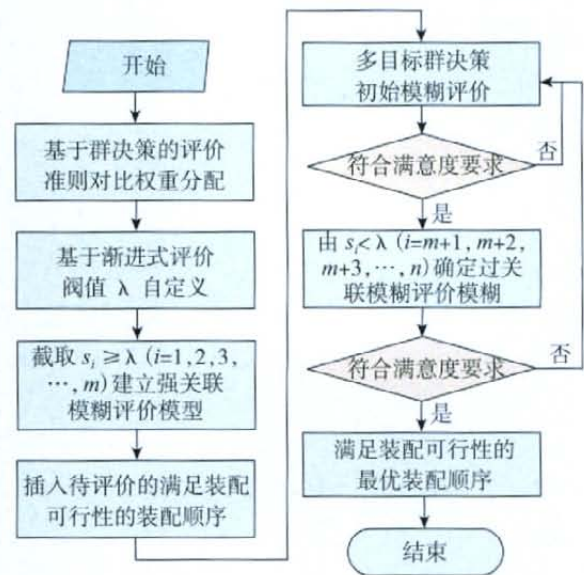 开始
基于群决策的评价
准则对比权重分配
基于渐进式评价
阀值 λ 自定义
截取 sᵢ ≥ λ (i=1,2,3,
…, m) 建立强关联
模糊评价模型
插入待评价的满足装配
可行性的装配顺序
多目标群决策
初始模糊评价
符合满意度要求
否
是
由 sᵢ< λ (i=m+1, m+2,
m+3, …, n) 确定过关
联模糊评价模糊
符合满意度要求
否
是
满足装配可行性的
最优装配顺序
结束